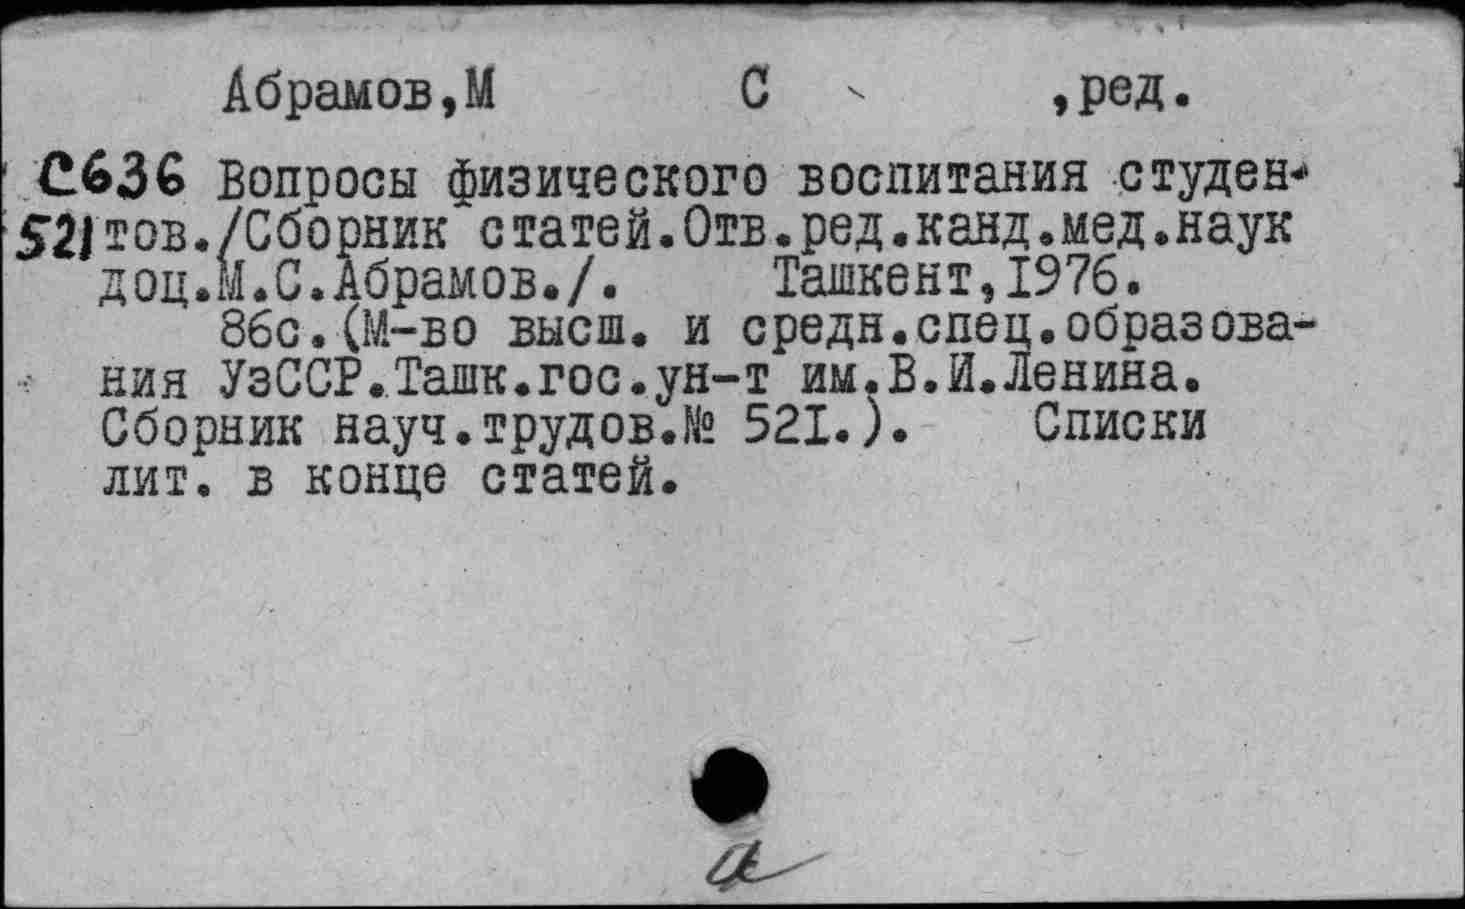 Абрамов,М С ,ред.
С636 Вопросы физического воспитания студен-
521 тов./Сборник статей.Отв.ред.канд.мед.наук
доц.М.С.Абрамов./. Ташкент,1976.
86с.(М-во высш. и средн.спец.образова-
ния УзССР.Ташк.гос.ун-т им.В.И.Ленина.
Сборник науч.трудов.№ 521.). Списки
лит. в конце статей.